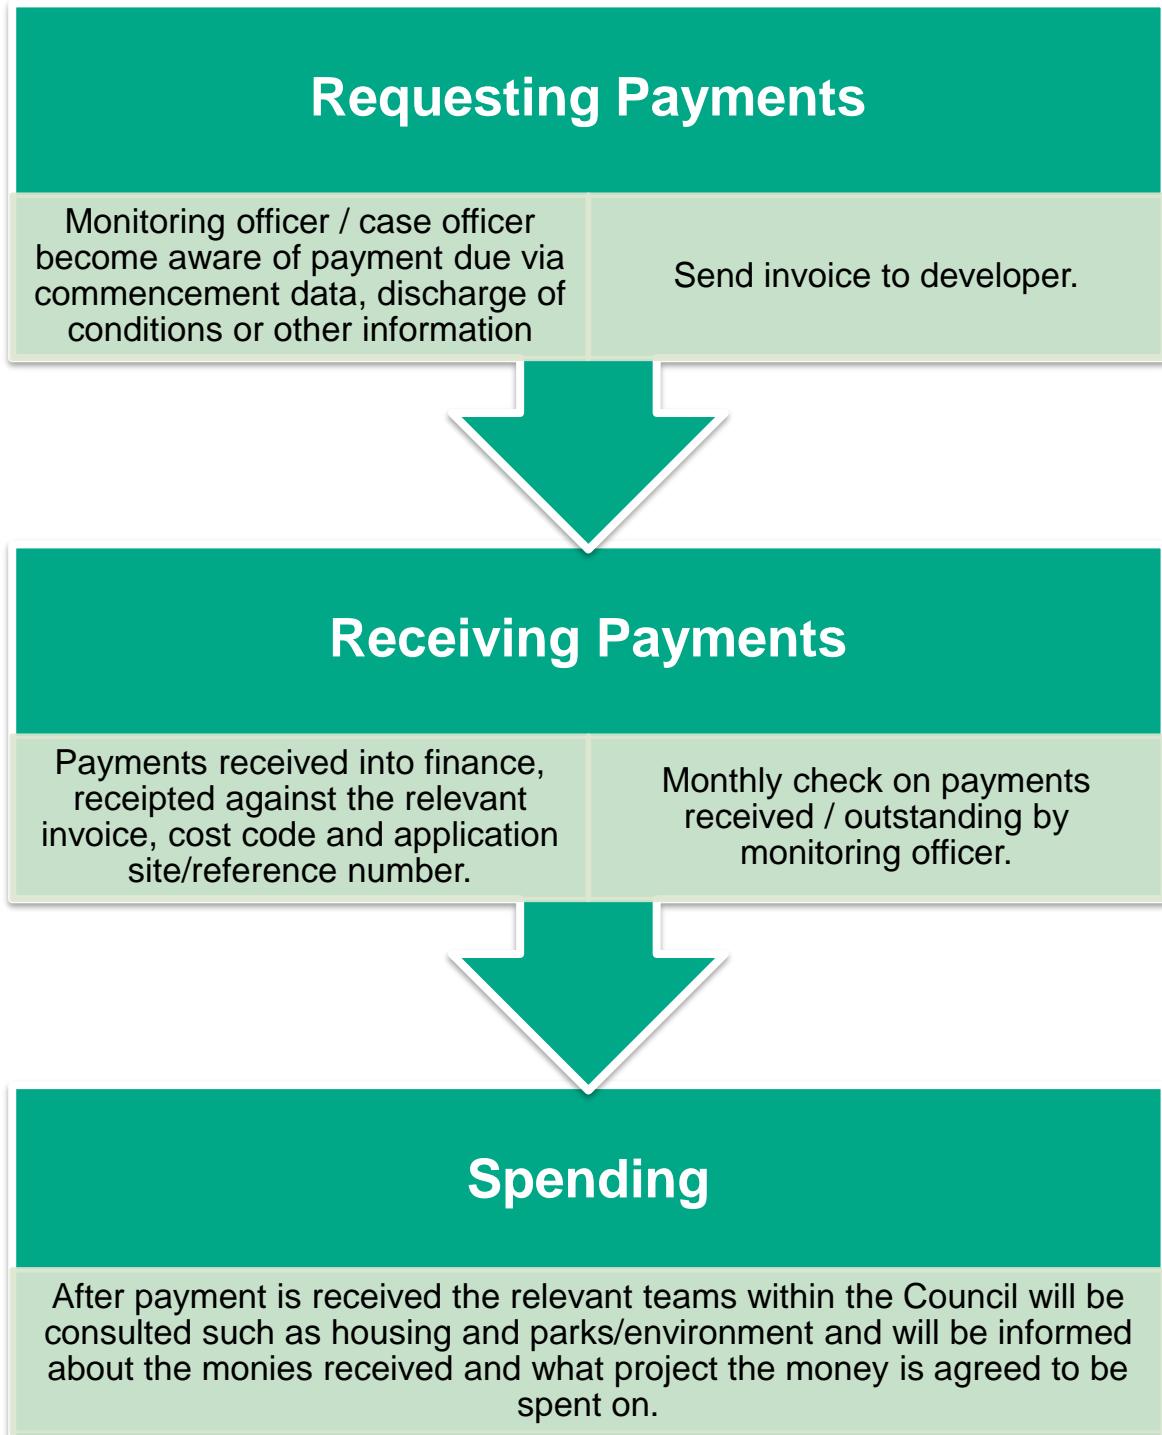 Requesting Payments
Monitoring officer / case officer
become aware of payment due via
commencement data, discharge of
conditions or other information
Send invoice to developer.
Receiving Payments
Payments received into finance,
receipted against the relevant
invoice, cost code and application
site/reference number.
Monthly check on payments
received / outstanding by
monitoring officer.
Spending
After payment is received the relevant teams within the Council will be
consulted such as housing and parks/environment and will be informed
about the monies received and what project the money is agreed to be
spent on.